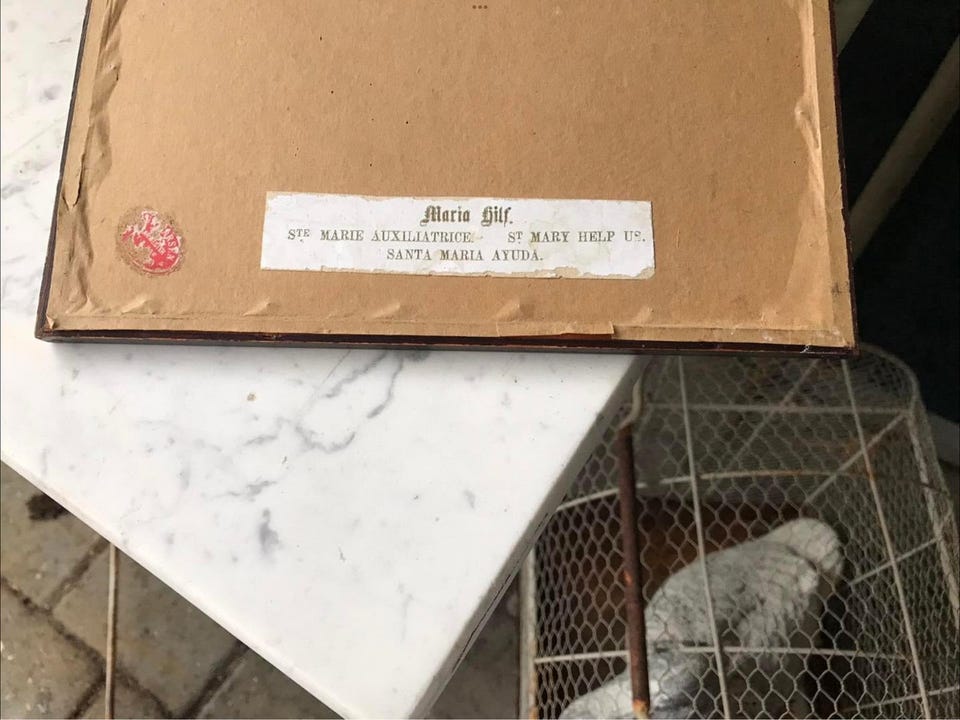 Maria Hilf.
STE MARIE AUXILIATRICE. - ST MARY HELP US.
SANTA MARIA AYUDA.